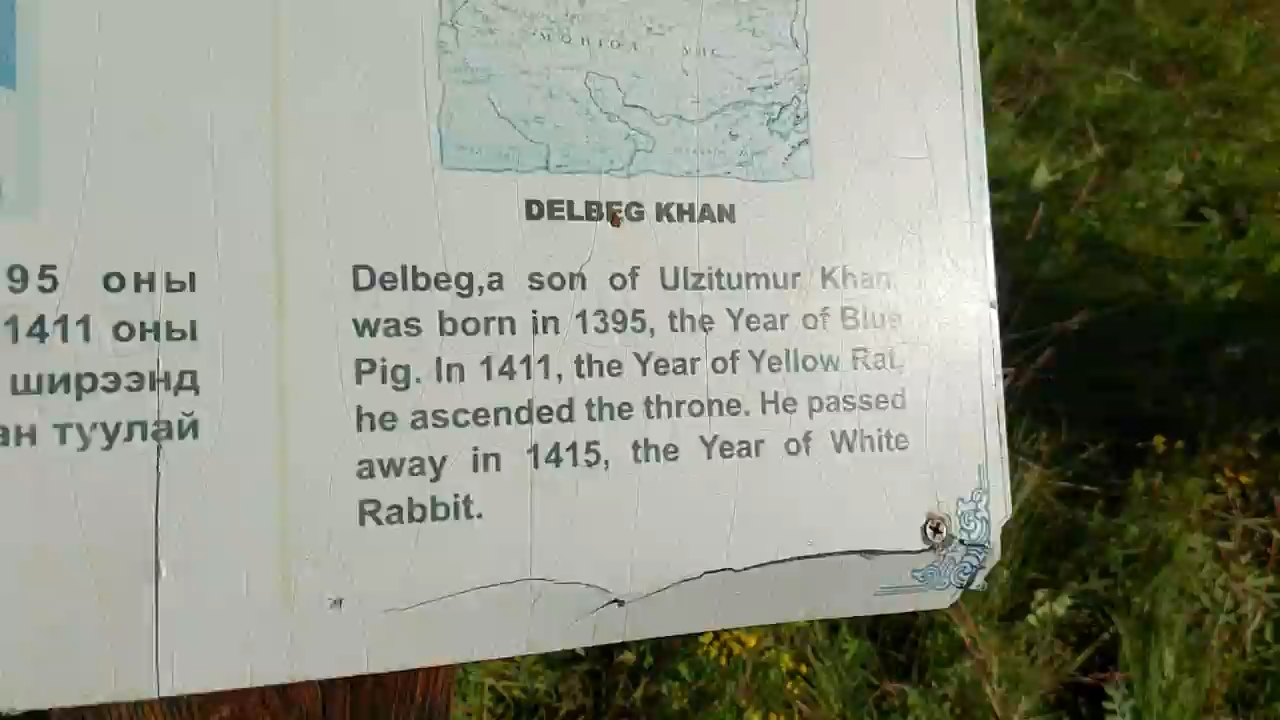 DELBEG KHAN
95 оны
1411 оны
ширээнд
ан туулай
Delbeg,a son of Ulzitumur Khan,
was born in 1395, the Year of Blue
Pig. In 1411, the Year of Yellow Rat,
he ascended the throne. He passed
away in 1415, the Year of White
Rabbit.